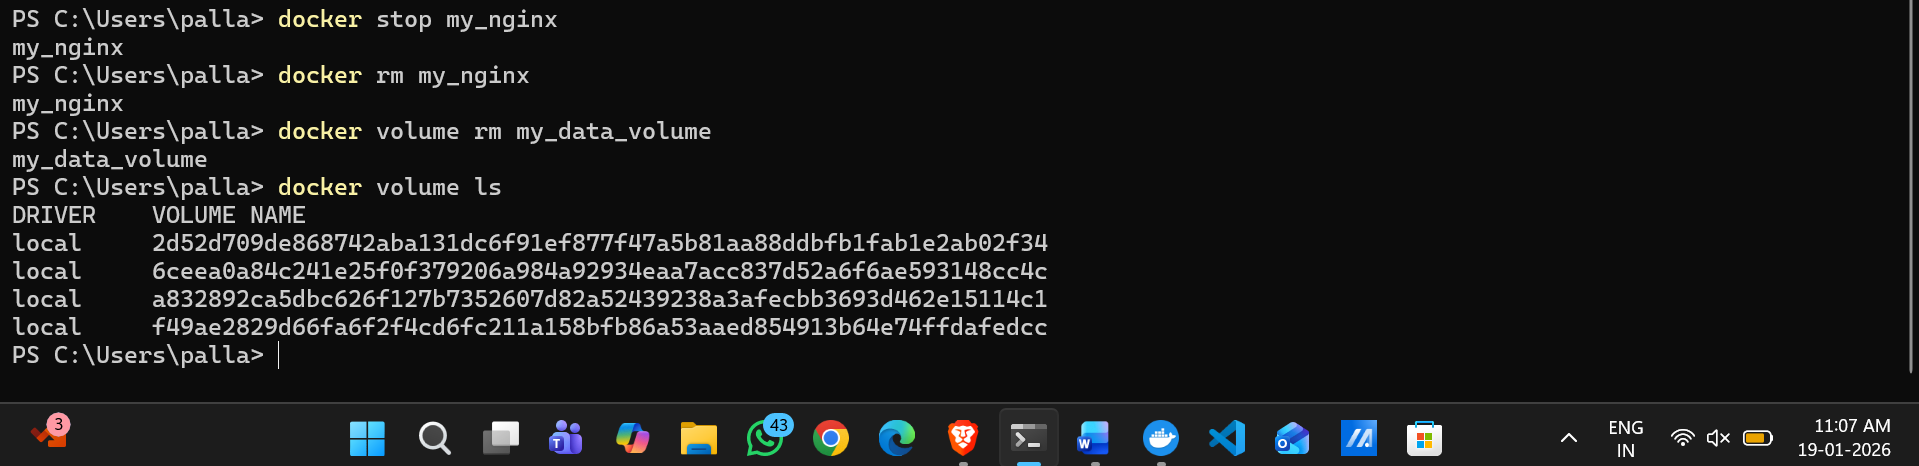 PS C:\Users\palla> docker stop my_nginx
my_nginx
PS C:\Users\palla> docker rm my_nginx
my_nginx
PS C:\Users\palla> docker volume rm my_data_volume
my_data_volume
PS C:\Users\palla> docker volume ls
DRIVER    VOLUME NAME
local     2d52d709de868742aba131dc6f91ef877f47a5b81aa88ddbfb1fab1e2ab02f34
local     6ceea0a84c241e25f0f379206a984a92934eaa7acc837d52a6f6ae593148cc4c
local     a832892ca5dbc626f127b7352607d82a52439238a3afecbb3693d462e15114c1
local     f49ae2829d66fa6f2f4cd6fc211a158bfb86a53aaed854913b64e74ffdafedcc
PS C:\Users\palla>
3
43
ENG
IN
11:07 AM
19-01-2026